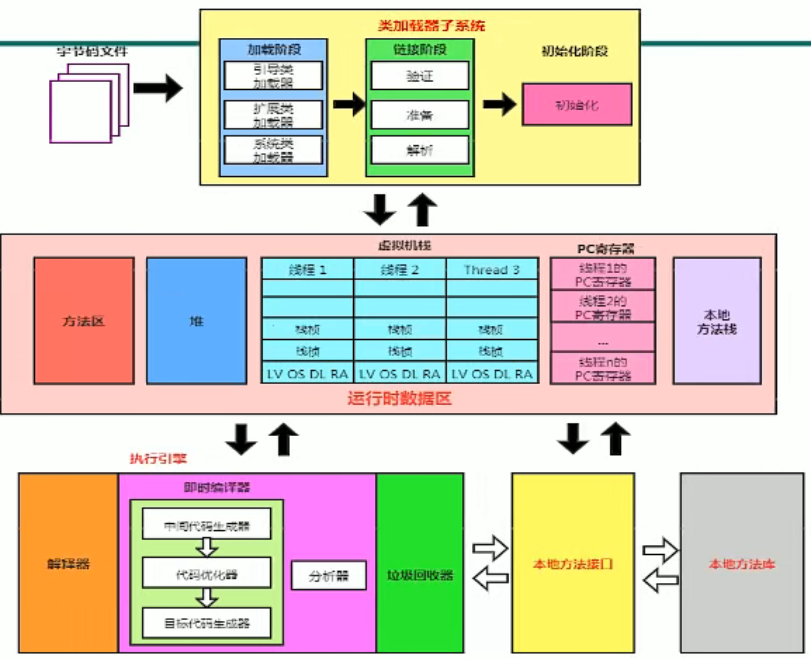 类加载器子系统
字节码文件
加载阶段
引导类
加载器
扩展类
加载器
系统类
加载器
链接阶段
验证
准备
解析
初始化阶段
初始化
虚拟机栈
PC寄存器
方法区
堆
线程 1
线程 2
Thread 3
栈桢
栈桢
栈桢
栈桢
栈桢
栈桢
LV OS DL RA
LV OS DL RA
LV OS DL RA
线程1的
PC寄存器
线程2的
PC寄存器
...
线程n的
PC寄存器
本地
方法栈
运行时数据区
执行引擎
解释器
即时编译器
中间代码生成器
代码优化器
目标代码生成器
分析器
垃圾回收器
本地方法接口
本地方法库